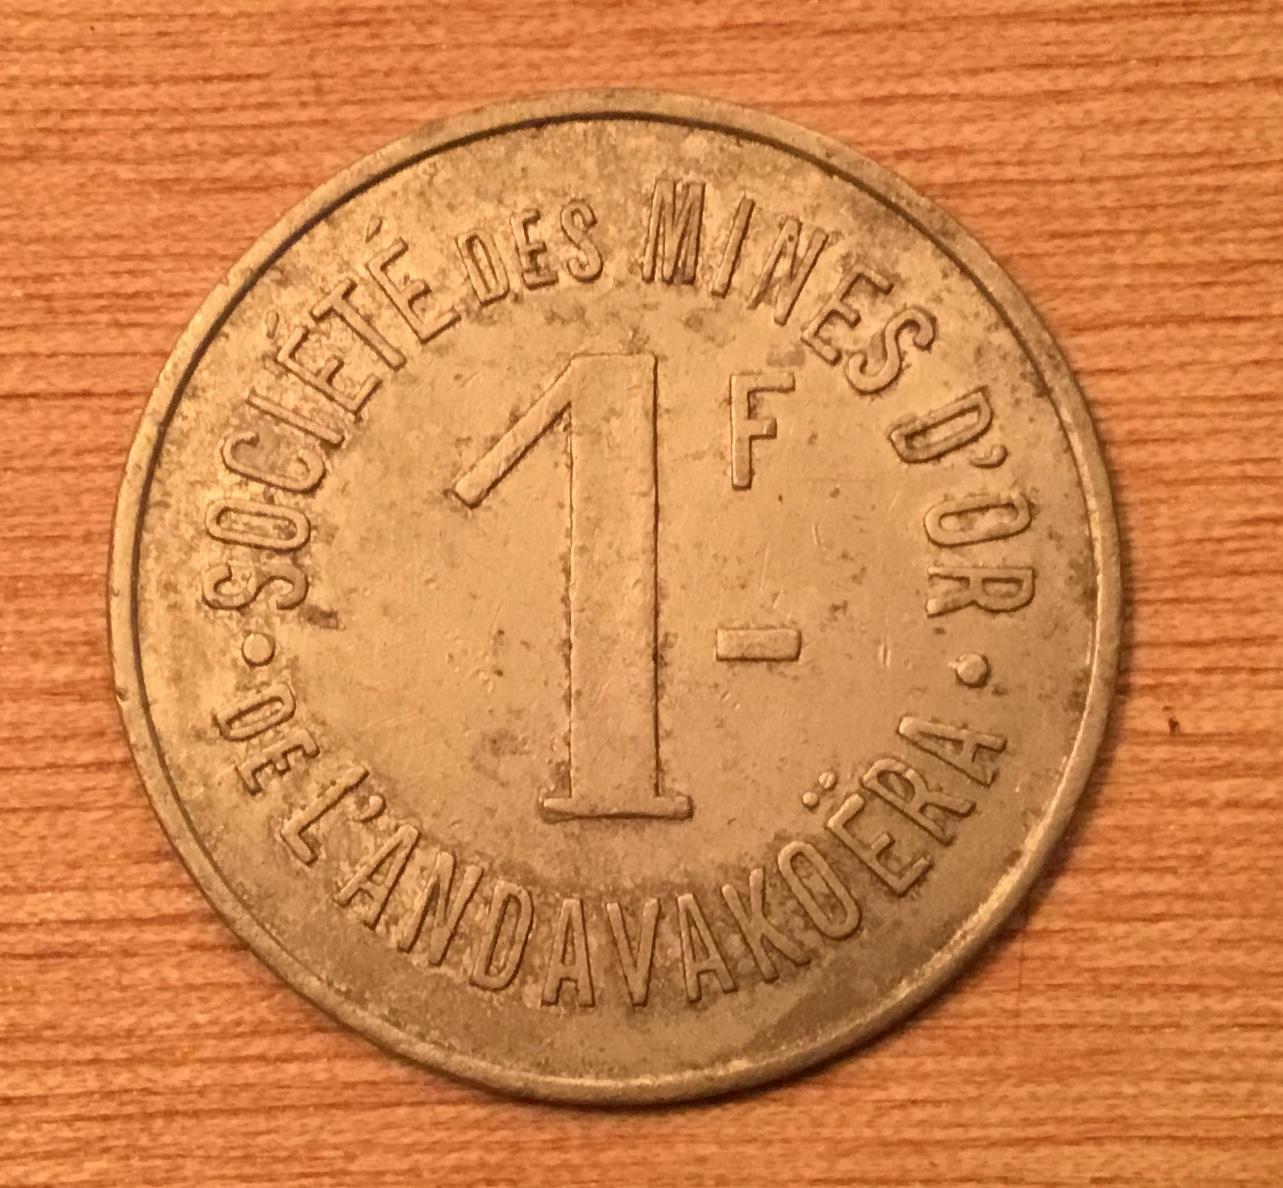 SOCIÉTÉ DES MINES D'OR
1 F -
• DE L'ANDAVAKOËRA •